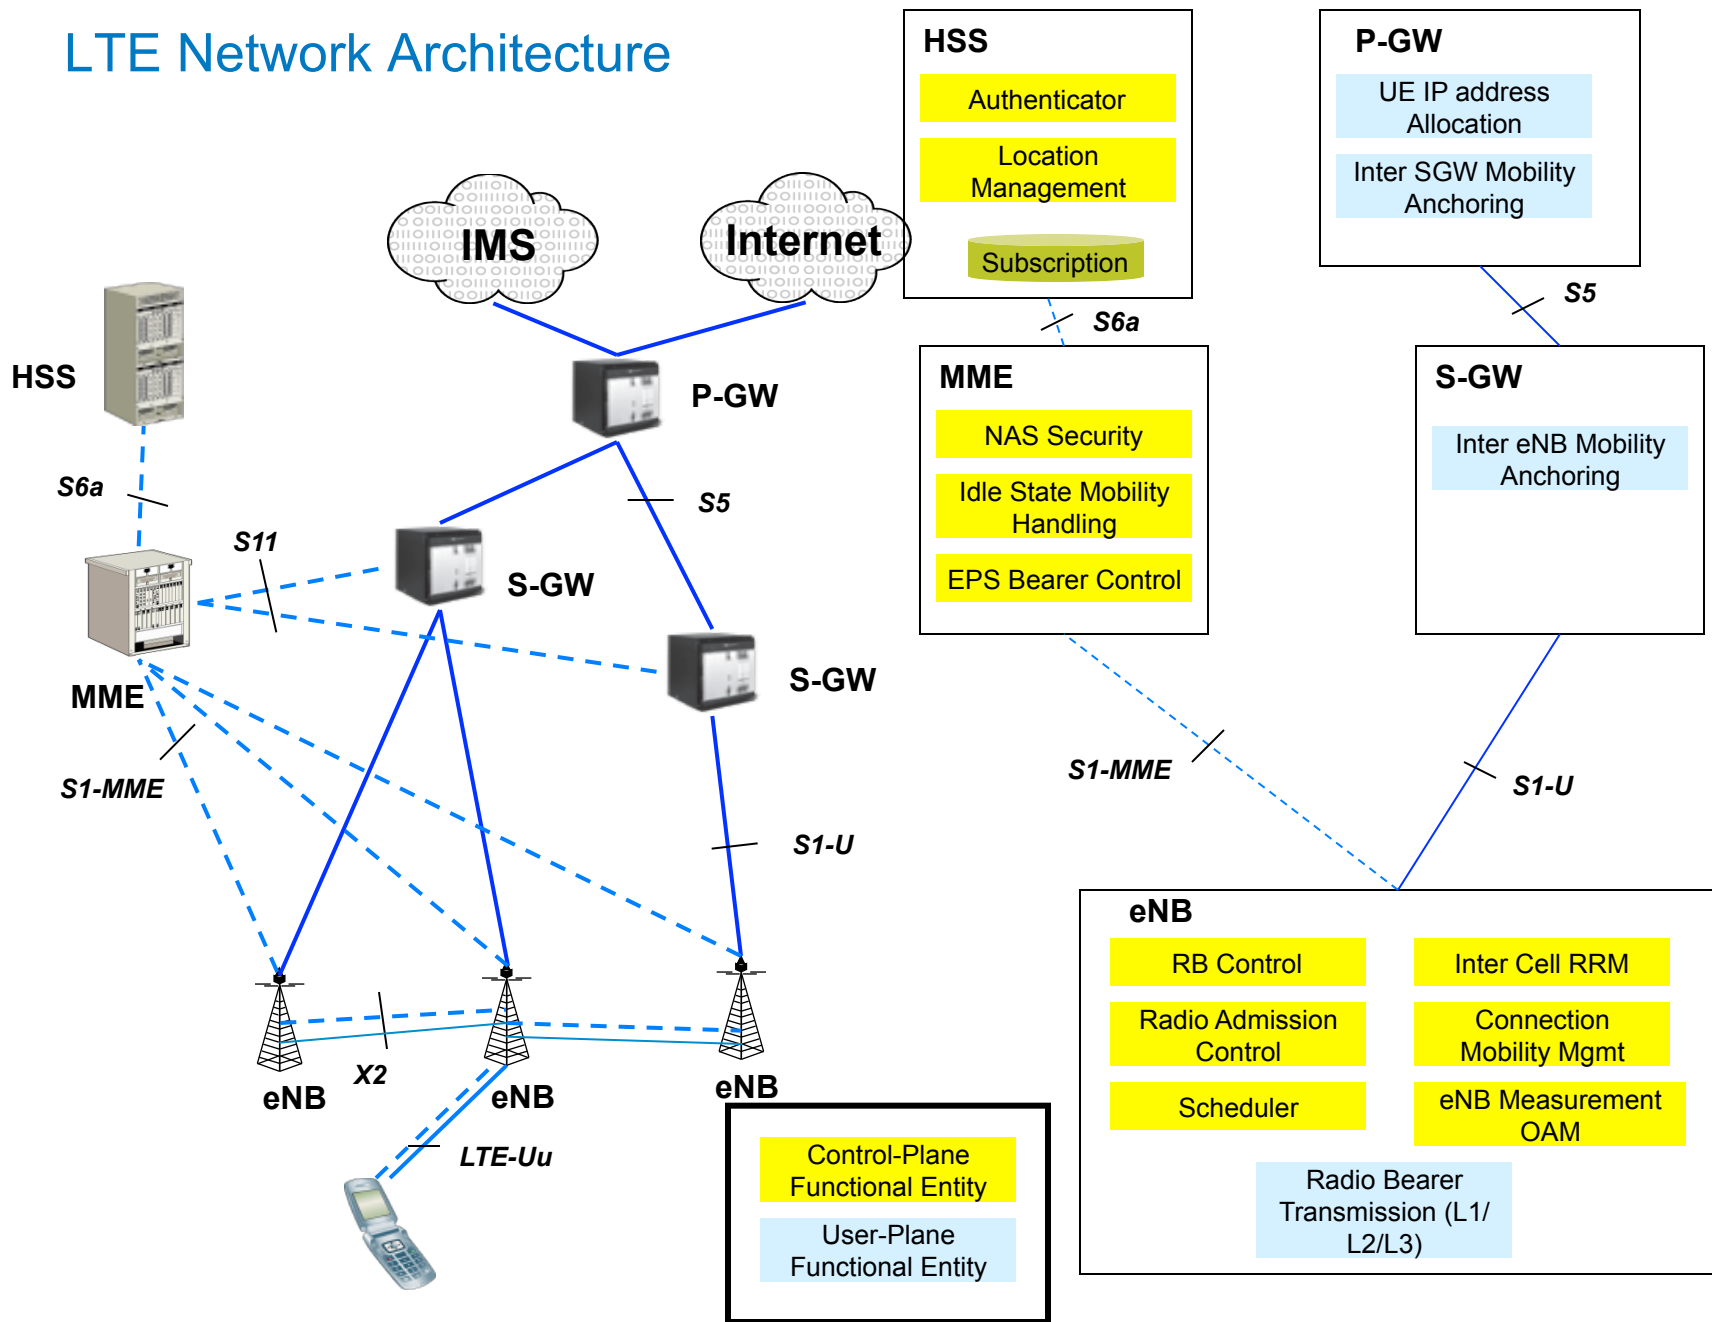 LTE Network Architecture
IMS
Internet
HSS
P-GW
S6a
S11
S5
S-GW
S-GW
MME
S1-MME
S1-U
X2
eNB
eNB
eNB
LTE-Uu
HSS
Authenticator
Location
Management
Subscription
S6a
MME
NAS Security
Idle State Mobility
Handling
EPS Bearer Control
S1-MME
P-GW
UE IP address
Allocation
Inter SGW Mobility
Anchoring
S5
S-GW
Inter eNB Mobility
Anchoring
S1-U
eNB
RB Control
Inter Cell RRM
Radio Admission
Control
Connection
Mobility Mgmt
Scheduler
eNB Measurement
OAM
Radio Bearer
Transmission (L1/
L2/L3)
Control-Plane
Functional Entity
User-Plane
Functional Entity